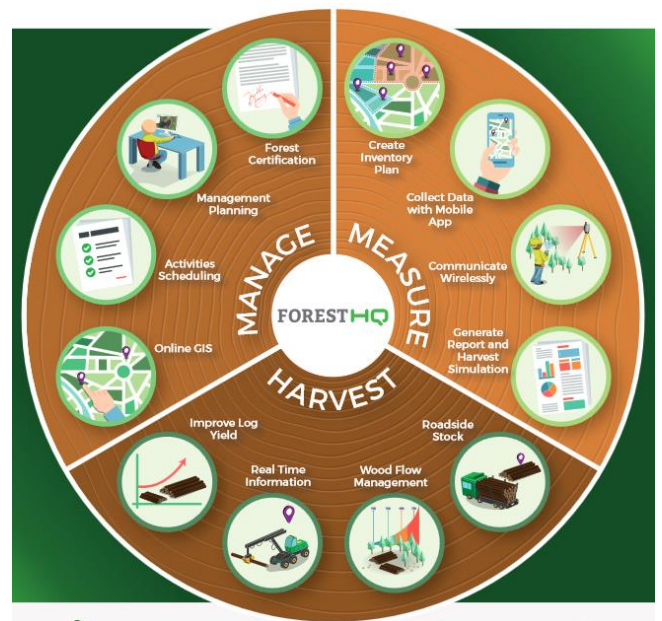 Forest
Certification
Management
Planning
Activities
Scheduling
Online GIS
MANAGE
Create
Inventory
Plan
Collect Data
with Mobile
App
Communicate
Wirelessly
Generate
Report and
Harvest
Simulation
MEASURE
FORESTHQ
HARVEST
Improve Log
Yield
Real Time
Information
Wood Flow
Management
Roadside
Stock